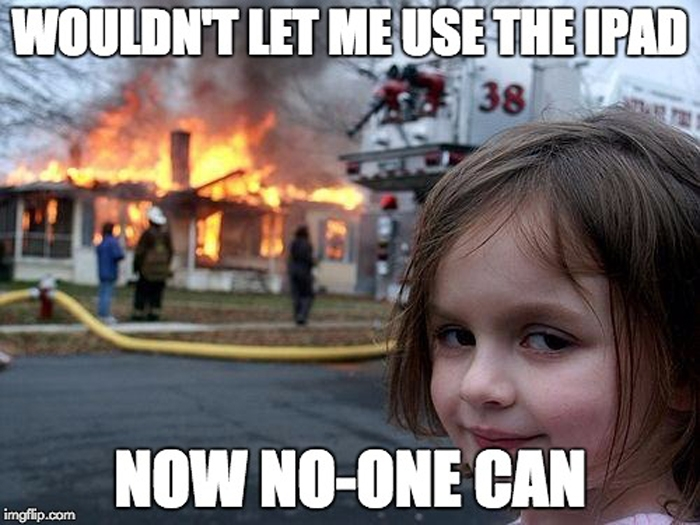 WOULDN'T LET ME USE THE IPAD
38
NOW NO-ONE CAN
imgflip.com